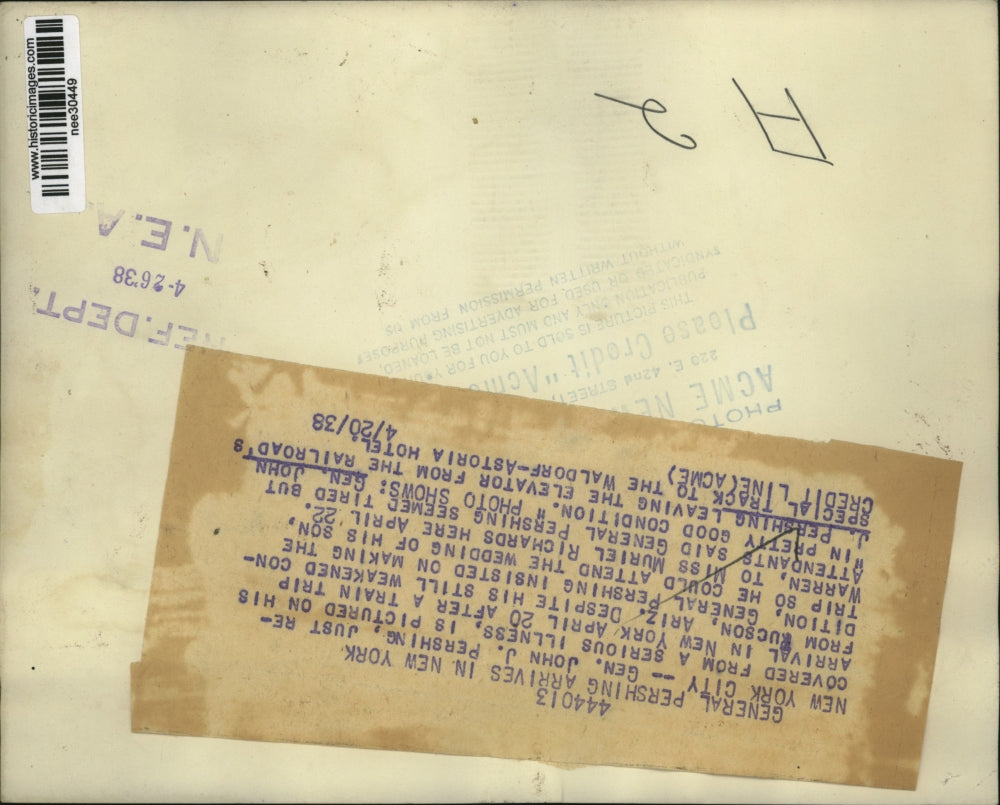 www.historicimages.com
nee30449
H
2
N.E.A
4-26'38
REF.DEPT.
444013
GENERAL PERSHING ARRIVES IN NEW YORK
NEW YORK CITY -- GEN. JOHN J. PERSHING, JUST RE-
COVERED FROM A SERIOUS ILLNESS, IS PICTURED ON HIS
ARRIVAL IN NEW YORK APRIL 20 AFTER A TRAIN TRIP
FROM TUCSON, ARIZ. DESPITE HIS STILL WEAKENED CON-
DITION, GENERAL PERSHING INSISTED ON MAKING THE
TRIP SO HE COULD ATTEND THE WEDDING OF HIS SON,
WARREN, TO MISS MURIEL RICHARDS HERE APRIL 22.
ATTENDANTS SAID GENERAL PERSHING SEEMED TIRED BUT
"IN PRETTY GOOD CONDITION." PHOTO SHOWS: GEN. JOHN
J. PERSHING LEAVING THE ELEVATOR FROM THE RAILROAD'S
SPECIAL TRACK TO THE WALDORF-ASTORIA HOTEL.
CREDIT LINE(ACME) 4/20/38
PHOTO
ACME NE
220 E. 42nd STREET,
Please Credit "Acme
THIS PICTURE IS SOLD TO YOU FOR YOUR
PUBLICATION ONLY AND MUST NOT BE LOANED,
SYNDICATED OR USED FOR ADVERTISING PURPOSES
WITHOUT WRITTEN PERMISSION FROM US